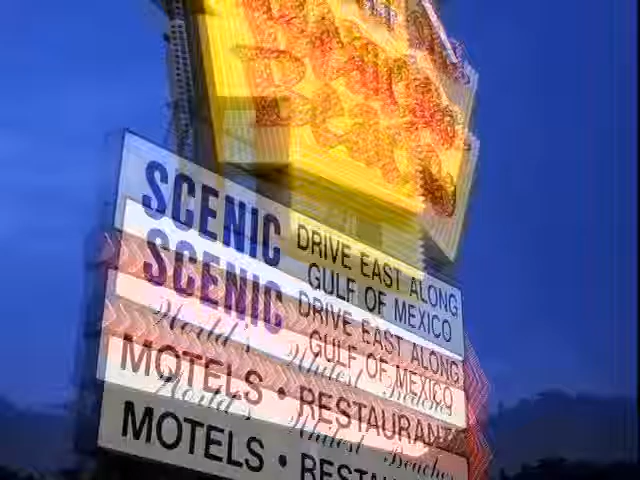 SCENIC DRIVE EAST ALONG
GULF OF MEXICO
SCENIC DRIVE EAST ALONG
GULF OF MEXICO
World's Whitest Beaches
MOTELS • RESTAURANTS
World's Whitest Beaches
MOTELS • RESTA